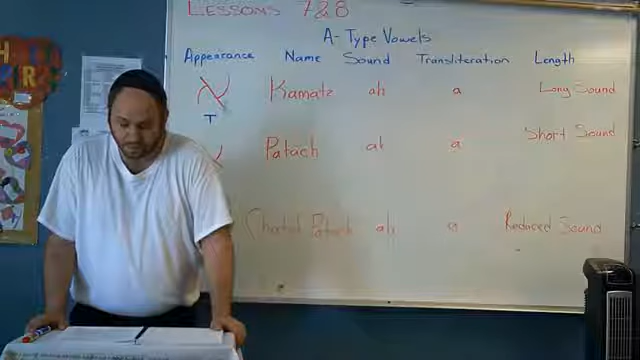 Lessons 7&8
A-Type Vowels
Appearance Name Sound Transliteration Length
א Kamatz ah a Long Sound
T
א Patach ah a Short Sound
Chataf Patach ah a Reduced Sound